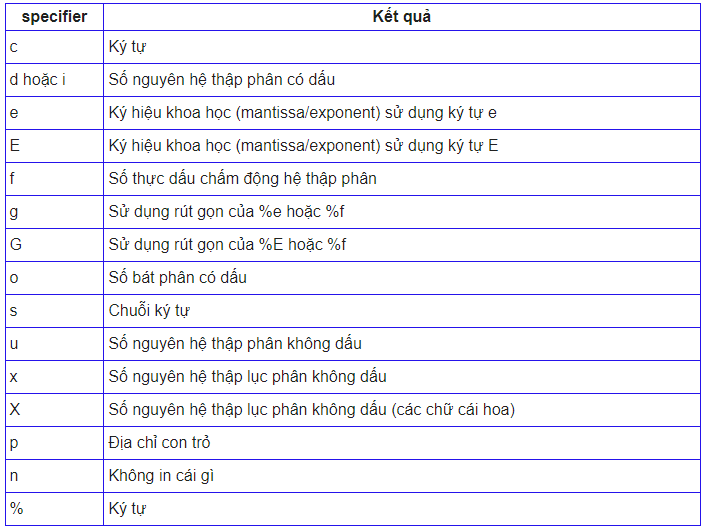 specifier Kết quả
c Ký tự
d hoặc i Số nguyên hệ thập phân có dấu
e Ký hiệu khoa học (mantissa/exponent) sử dụng ký tự e
E Ký hiệu khoa học (mantissa/exponent) sử dụng ký tự E
f Số thực dấu chấm động hệ thập phân
g Sử dụng rút gọn của %e hoặc %f
G Sử dụng rút gọn của %E hoặc %f
o Số bát phân có dấu
s Chuỗi ký tự
u Số nguyên hệ thập phân không dấu
x Số nguyên hệ thập lục phân không dấu
X Số nguyên hệ thập lục phân không dấu (các chữ cái hoa)
p Địa chỉ con trỏ
n Không in cái gì
% Ký tự